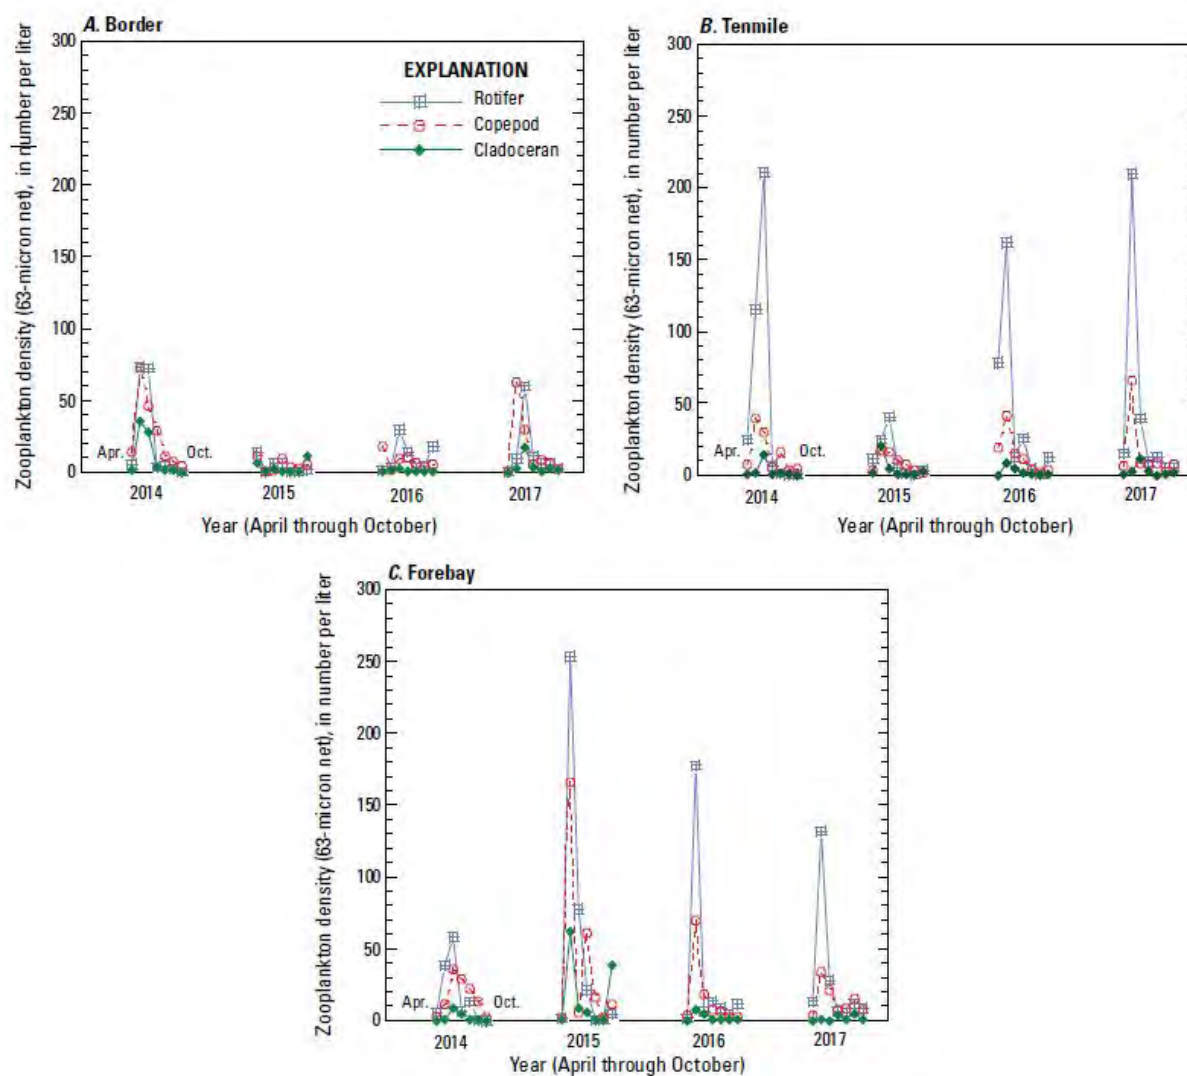 A. Border
Zooplankton density (63-micron net), in number per liter
300
250
200
150
100
50
0
EXPLANATION
Rotifer
Copepod
Cladoceran
Apr.
Oct.
2014
2015
2016
2017
Year (April through October)
B. Tenmile
Zooplankton density (63-micron net), in number per liter
300
250
200
150
100
50
0
Apr.
Oct.
2014
2015
2016
2017
Year (April through October)
C. Forebay
Zooplankton density (63-micron net), in number per liter
300
250
200
150
100
50
0
Apr.
Oct.
2014
2015
2016
2017
Year (April through October)